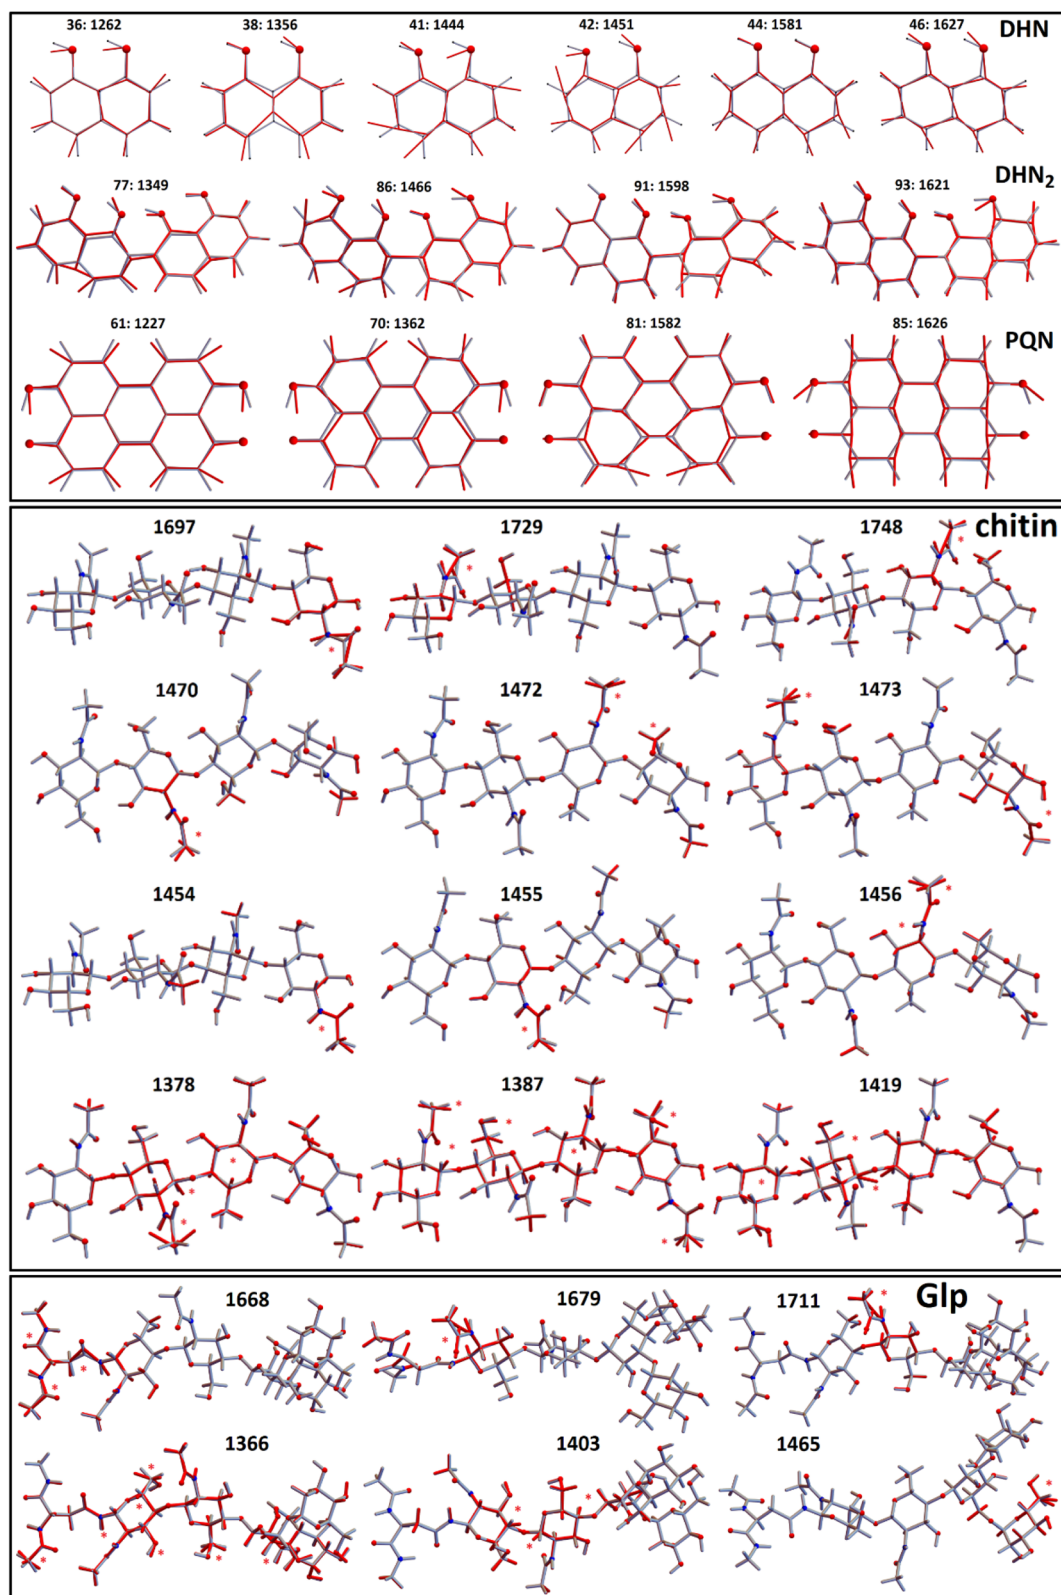 36: 1262 38: 1356 41: 1444 42: 1451 44: 1581 46: 1627 DHN
DHN₂
77: 1349 86: 1466 91: 1598 93: 1621
61: 1227 70: 1362 81: 1582 85: 1626 PQN
chitin
1697 1729 1748
* * *
1470 1472 1473
* * * * *
1454 1455 1456
* * * *
1378 1387 1419
* * * * * * * * * * *
Glp
1668 1679 1711
* * * * *
1366 1403 1465
* * * * * * * * * * *